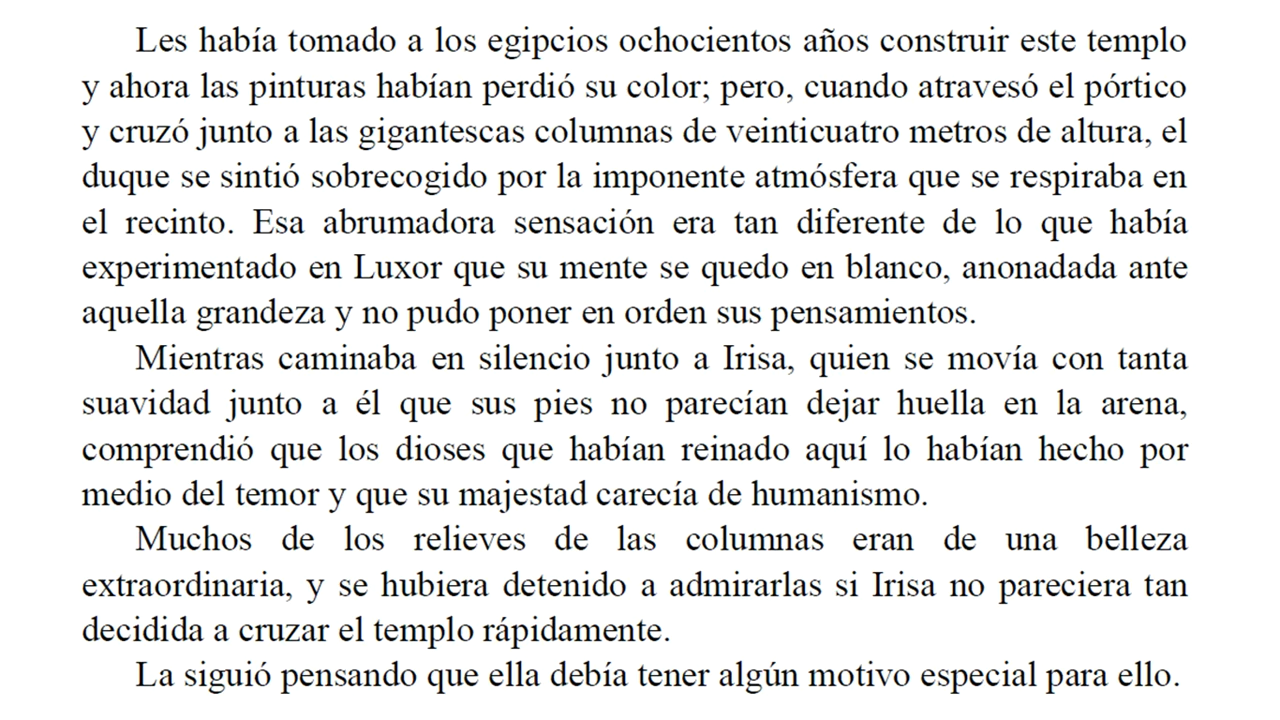 Les había tomado a los egipcios ochocientos años construir este templo
y ahora las pinturas habían perdió su color; pero, cuando atravesó el pórtico
y cruzó junto a las gigantescas columnas de veinticuatro metros de altura, el
duque se sintió sobrecogido por la imponente atmósfera que se respiraba en
el recinto. Esa abrumadora sensación era tan diferente de lo que había
experimentado en Luxor que su mente se quedo en blanco, anonadada ante
aquella grandeza y no pudo poner en orden sus pensamientos.
Mientras caminaba en silencio junto a Irisa, quien se movía con tanta
suavidad junto a él que sus pies no parecían dejar huella en la arena,
comprendió que los dioses que habían reinado aquí lo habían hecho por
medio del temor y que su majestad carecía de humanismo.
Muchos de los relieves de las columnas eran de una belleza
extraordinaria, y se hubiera detenido a admirarlas si Irisa no pareciera tan
decidida a cruzar el templo rápidamente.
La siguió pensando que ella debía tener algún motivo especial para ello.